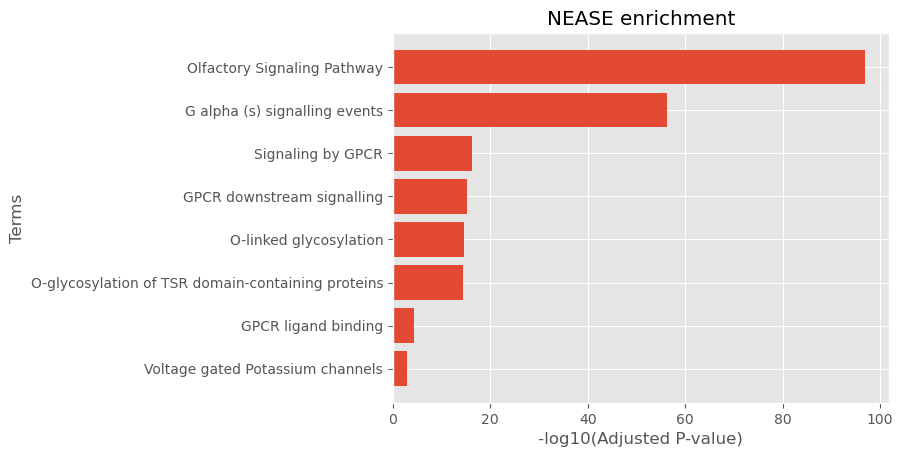 NEASE enrichment
Terms
Olfactory Signaling Pathway
G alpha (s) signalling events
Signaling by GPCR
GPCR downstream signalling
O-linked glycosylation
O-glycosylation of TSR domain-containing proteins
GPCR ligand binding
Voltage gated Potassium channels
0 20 40 60 80 100
-log10(Adjusted P-value)